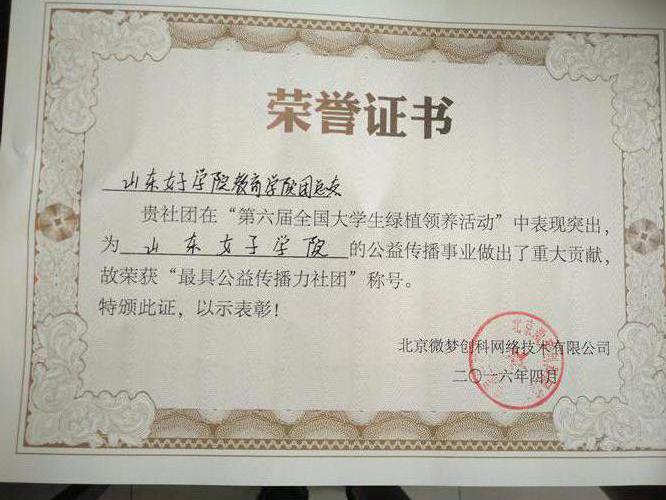 荣誉证书
山东女子学院教育学院团总支
贵社团在“第六届全国大学生绿植领养活动”中表现突出，
为 山东女子学院 的公益传播事业做出了重大贡献，
故荣获“最具公益传播力社团”称号。
特颁此证，以示表彰！
北京微梦创科网络技术有限公司
二〇一六年四月